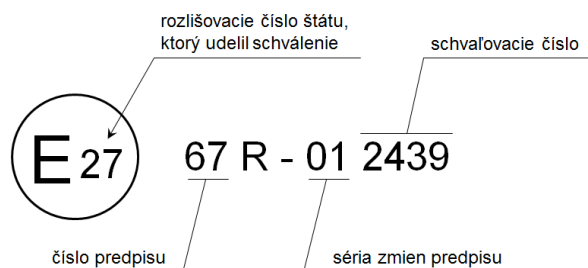 rozlišovacie číslo štátu,
ktorý udelil schválenie
schvaľovacie číslo
E 27 67 R - 01 2439
číslo predpisu
séria zmien predpisu